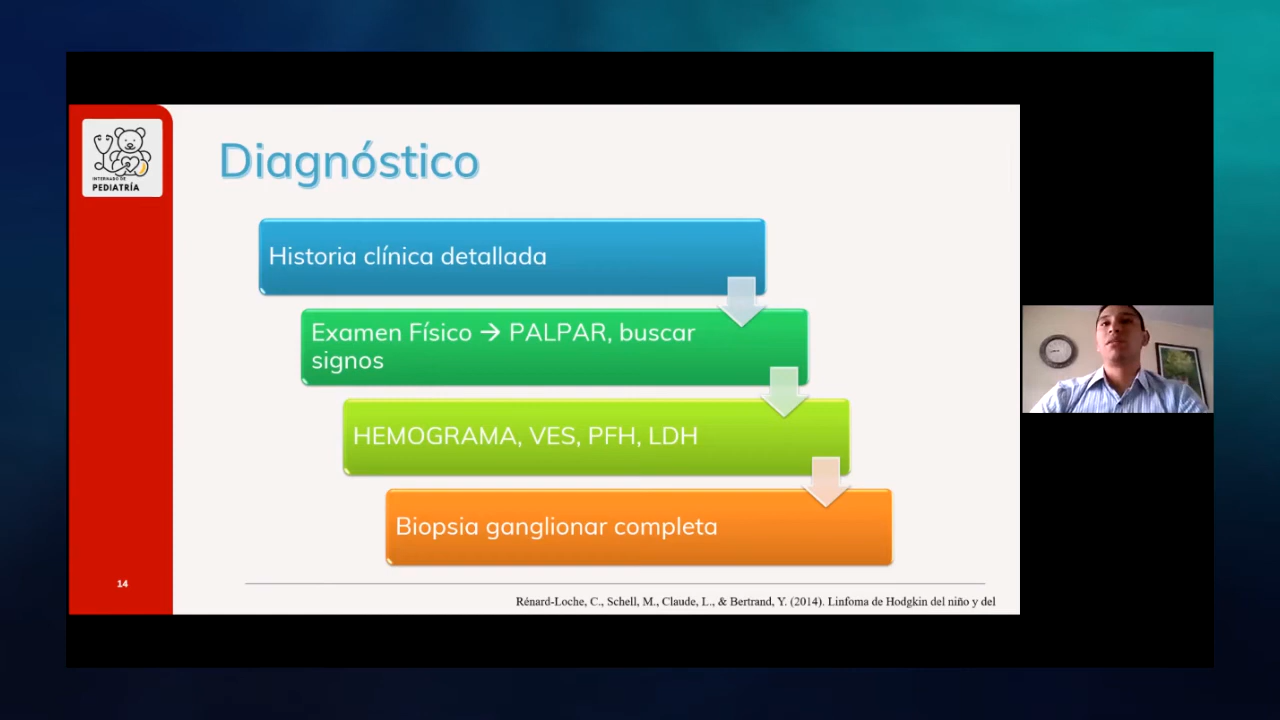 INTERNADO DE
PEDIATRÍA
Diagnóstico
Historia clínica detallada
Examen Físico → PALPAR, buscar
signos
HEMOGRAMA, VES, PFH, LDH
Biopsia ganglionar completa
14
Rénard-Loche, C., Schell, M., Claude, L., & Bertrand, Y. (2014). Linfoma de Hodgkin del niño y del